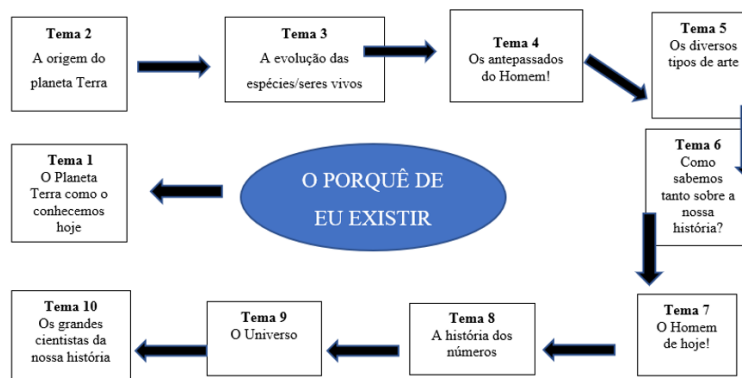 Tema 2
A origem do
planeta Terra
Tema 3
A evolução das
espécies/seres vivos
Tema 4
Os antepassados
do Homem!
Tema 5
Os diversos
tipos de arte
Tema 1
O Planeta
Terra como o
conhecemos
hoje
O PORQUÊ DE
EU EXISTIR
Tema 6
Como
sabemos
tanto sobre a
nossa
história?
Tema 10
Os grandes
cientistas da
nossa história
Tema 9
O Universo
Tema 8
A história dos
números
Tema 7
O Homem
de hoje!